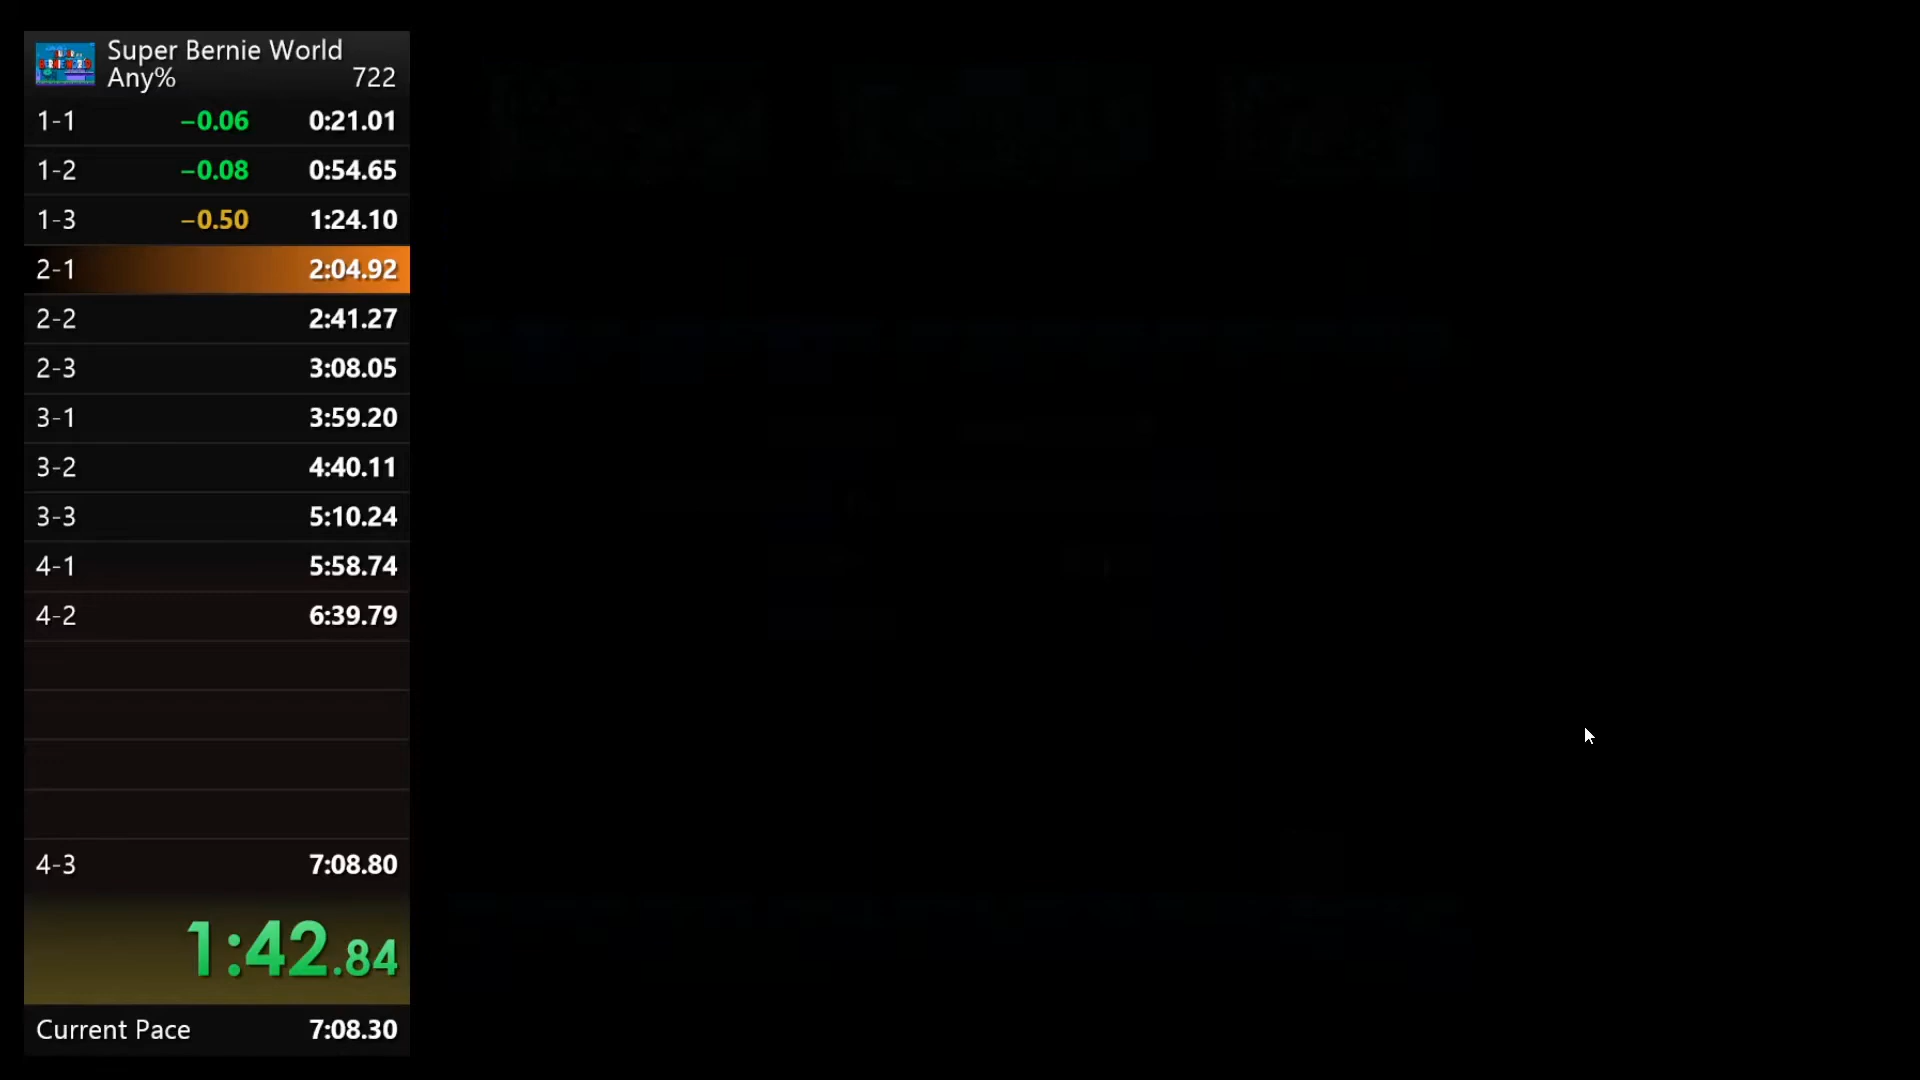 Super Bernie World
Any% 722
1-1 −0.06 0:21.01
1-2 −0.08 0:54.65
1-3 −0.50 1:24.10
2-1 2:04.92
2-2 2:41.27
2-3 3:08.05
3-1 3:59.20
3-2 4:40.11
3-3 5:10.24
4-1 5:58.74
4-2 6:39.79
4-3 7:08.80
1:42.84
Current Pace 7:08.30